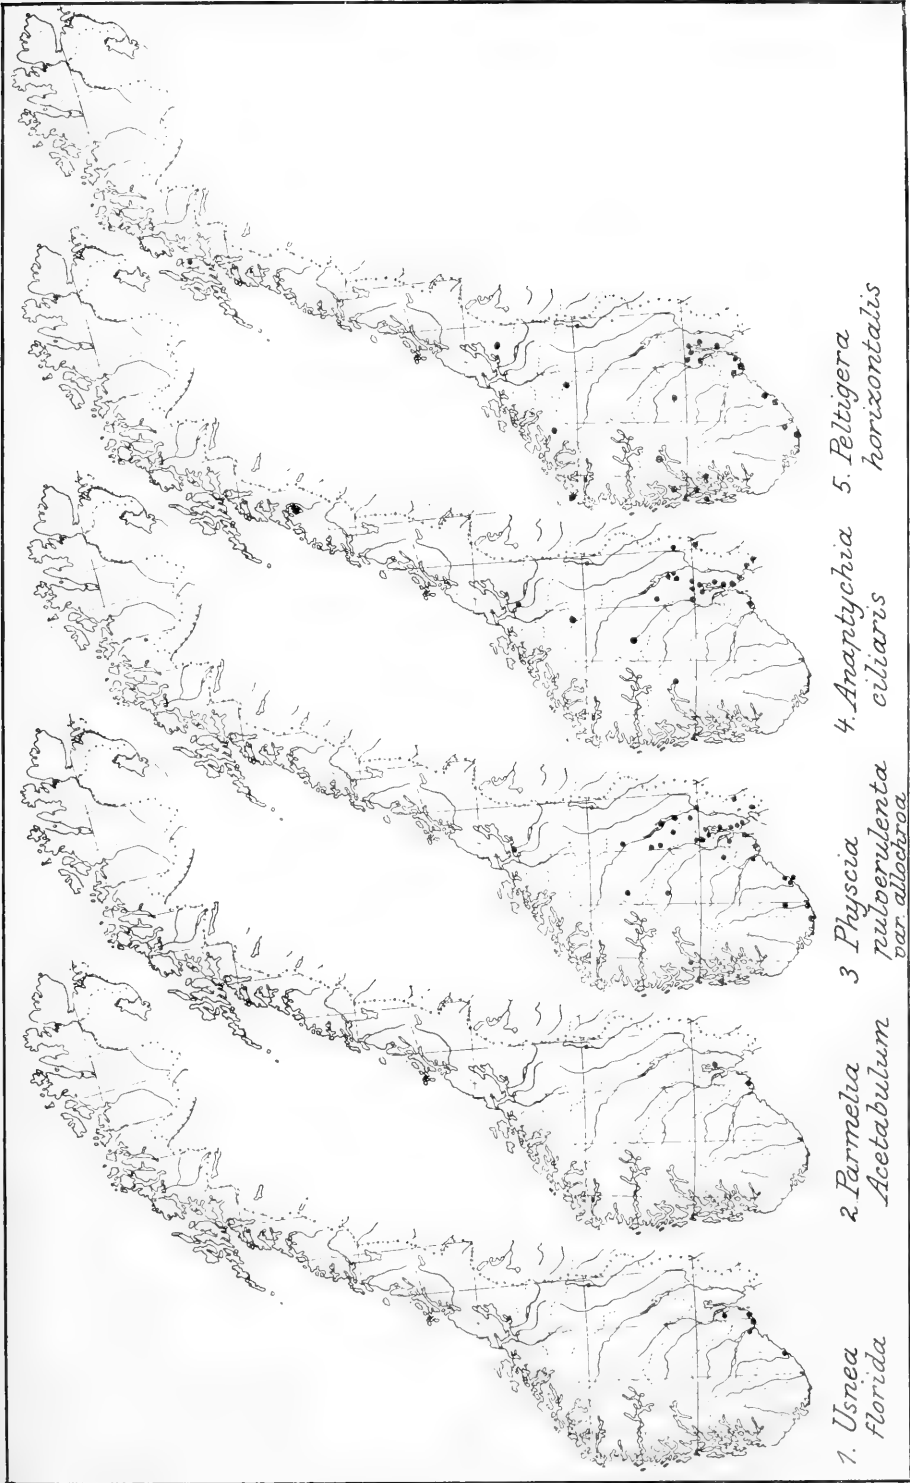 1. Usnea
florida
2. Parmelia
Acetabulum
3 Physcia
pulverulenta
var. allochroa
4. Anaptychia
ciliaris
5. Peltigera
horizontalis